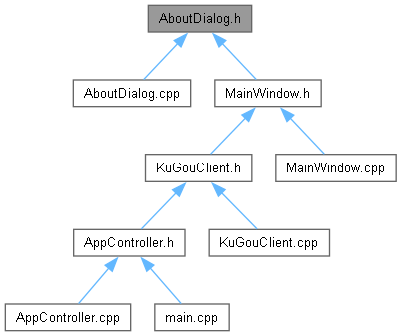 AboutDialog.h
AboutDialog.cpp
MainWindow.h
KuGouClient.h
MainWindow.cpp
AppController.h
KuGouClient.cpp
AppController.cpp
main.cpp